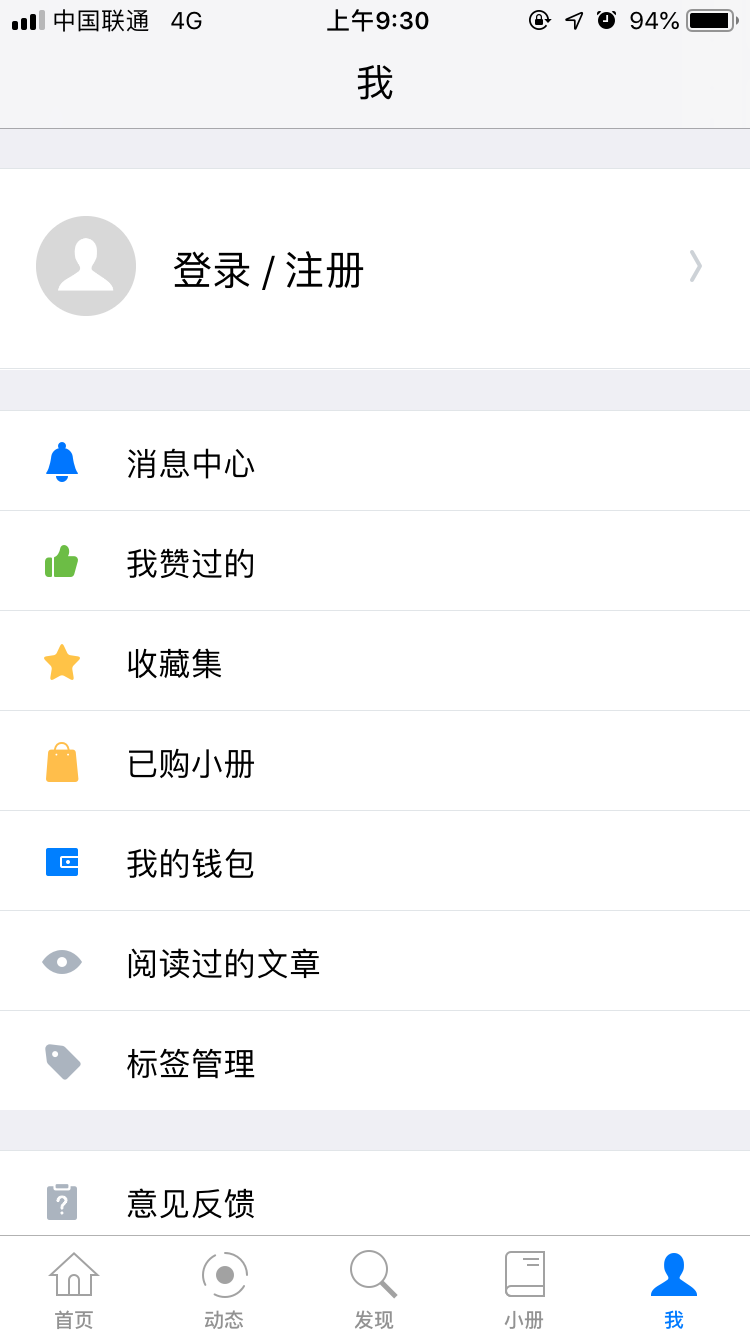 中国联通 4G 上午9:30 94%
我
登录 / 注册
消息中心
我赞过的
收藏集
已购小册
我的钱包
阅读过的文章
标签管理
意见反馈
首页 动态 发现 小册 我